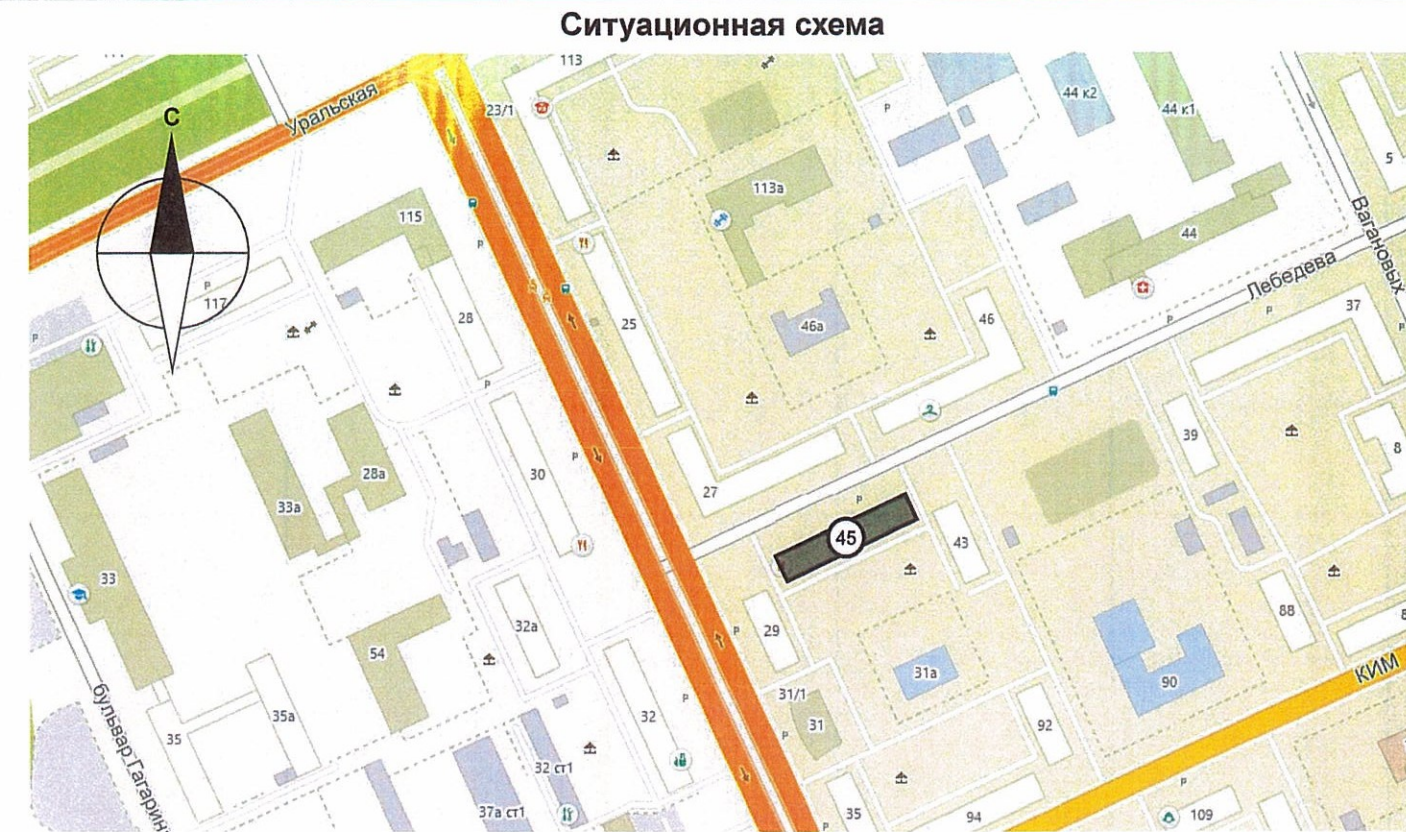 Ситуационная схема
113
С
Уральская
23/1
44 к2
44 к1
Р
5
113а
115
Вагановых
44
Р
Лебедева
Р
117
Р
Р
37
28
25
46а
46
Р
Р
Р
39
8
28а
30
Р
27
33а
Р
45
43
33
88
32а
29
Р
54
31а
90
КИМ
31/1
Р
32
31
35а
92
35
Р
бульвар Гагарин
32 ст1
Р
37а ст1
35
94
109
Р